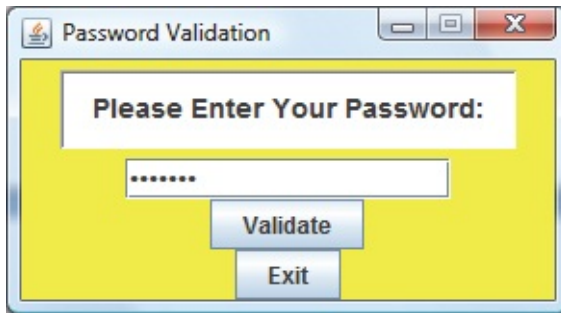 Password Validation
Please Enter Your Password:
•••••••
Validate
Exit